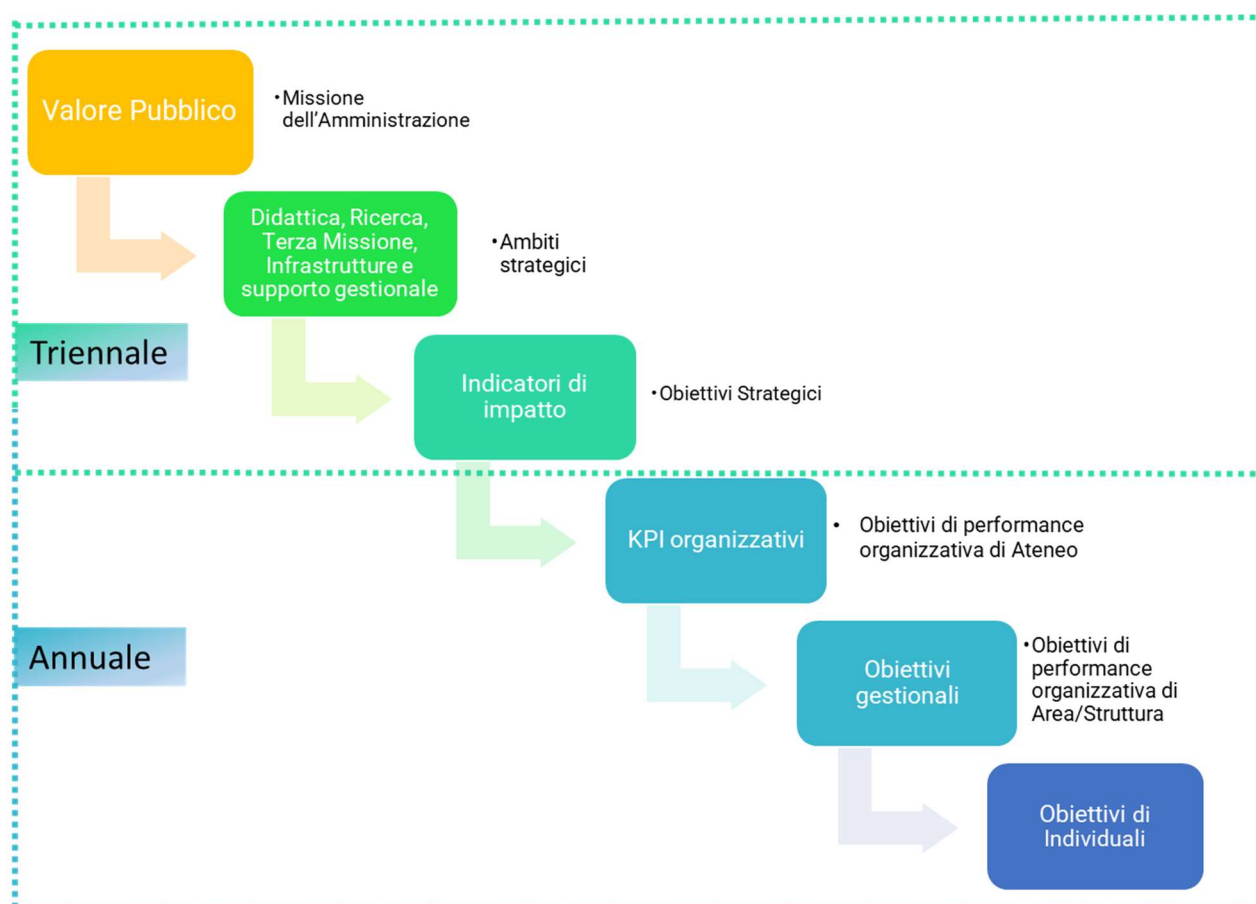 Valore Pubblico
•Missione
dell'Amministrazione
Didattica, Ricerca,
Terza Missione,
Infrastrutture e
supporto gestionale
•Ambiti
strategici
Triennale
Indicatori di
impatto
•Obiettivi Strategici
KPI organizzativi
• Obiettivi di performance
organizzativa di Ateneo
Annuale
Obiettivi
gestionali
•Obiettivi di
performance
organizzativa di
Area/Struttura
Obiettivi di
Individuali